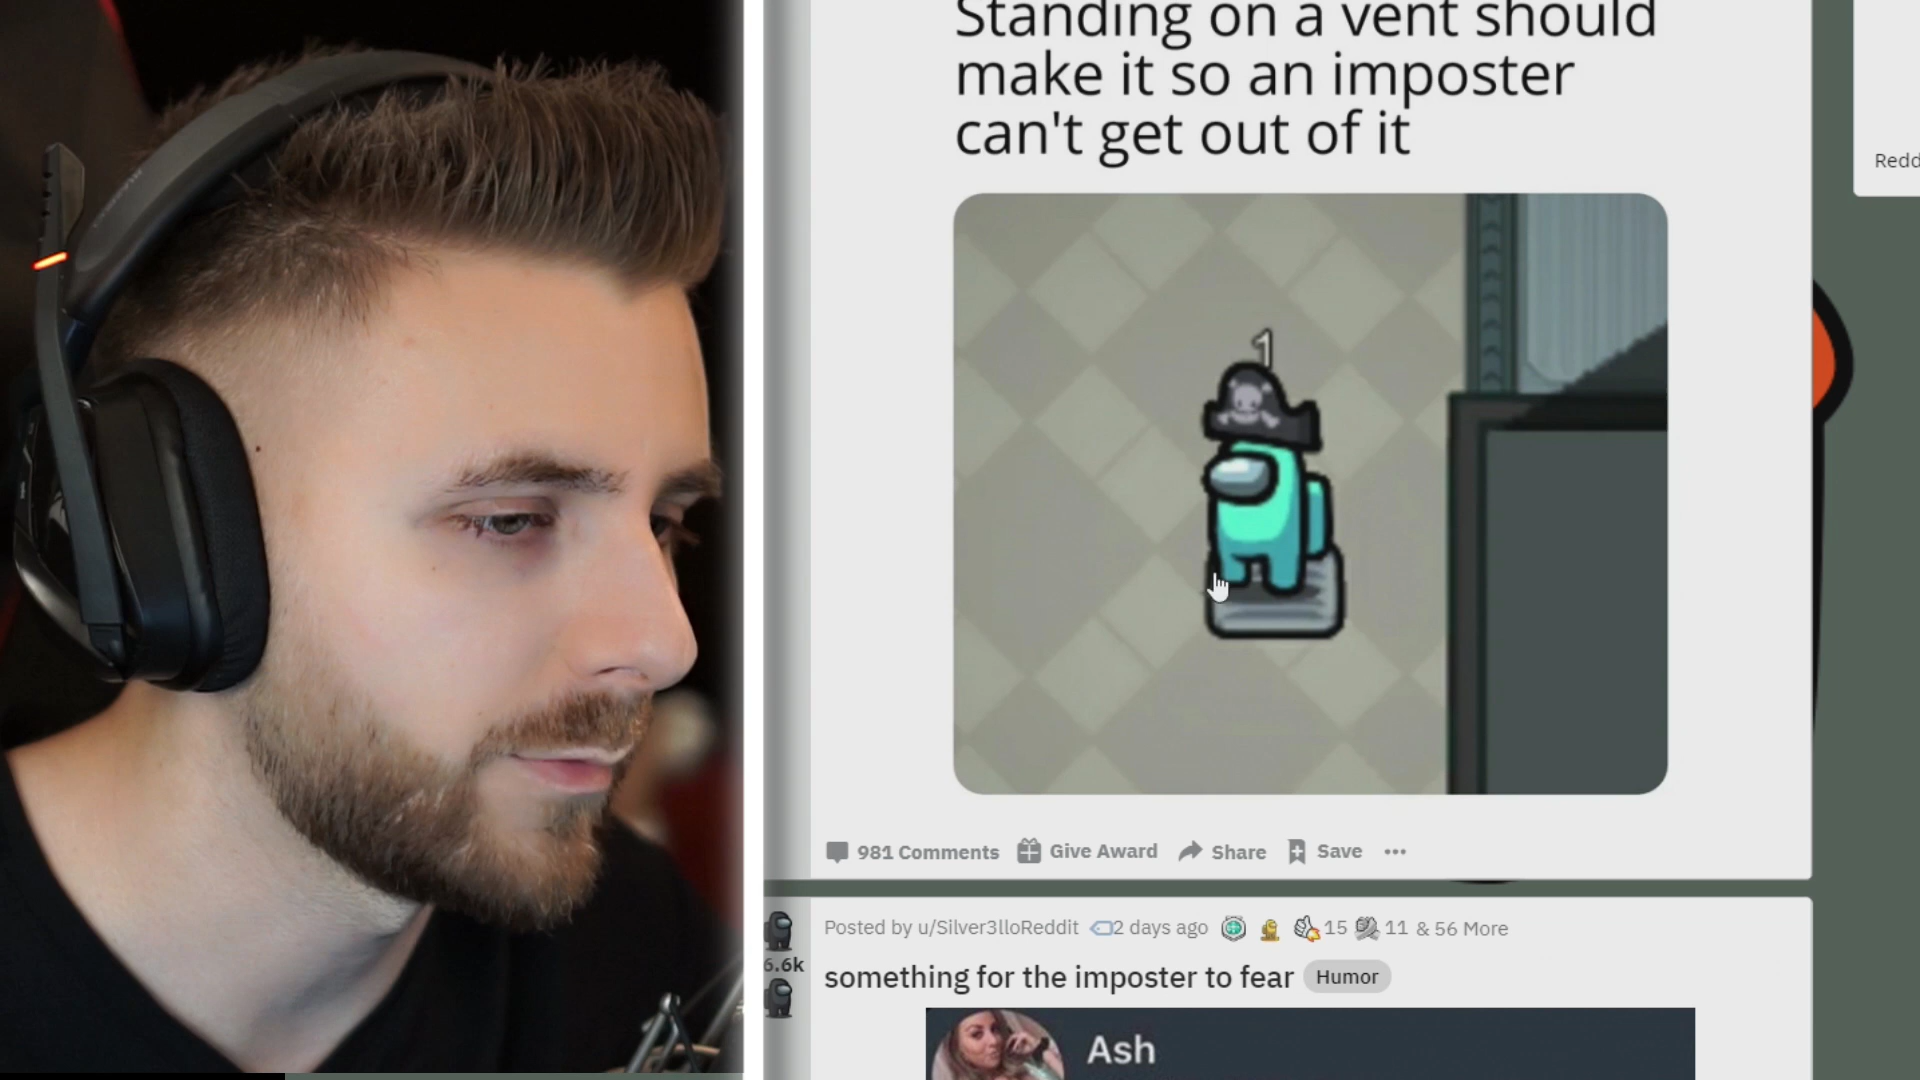 Standing on a vent should
make it so an imposter
can't get out of it
Redd
1
981 Comments Give Award Share Save
Posted by u/Silver3lloReddit 2 days ago 15 11 & 56 More
6.6k
something for the imposter to fear Humor
Ash